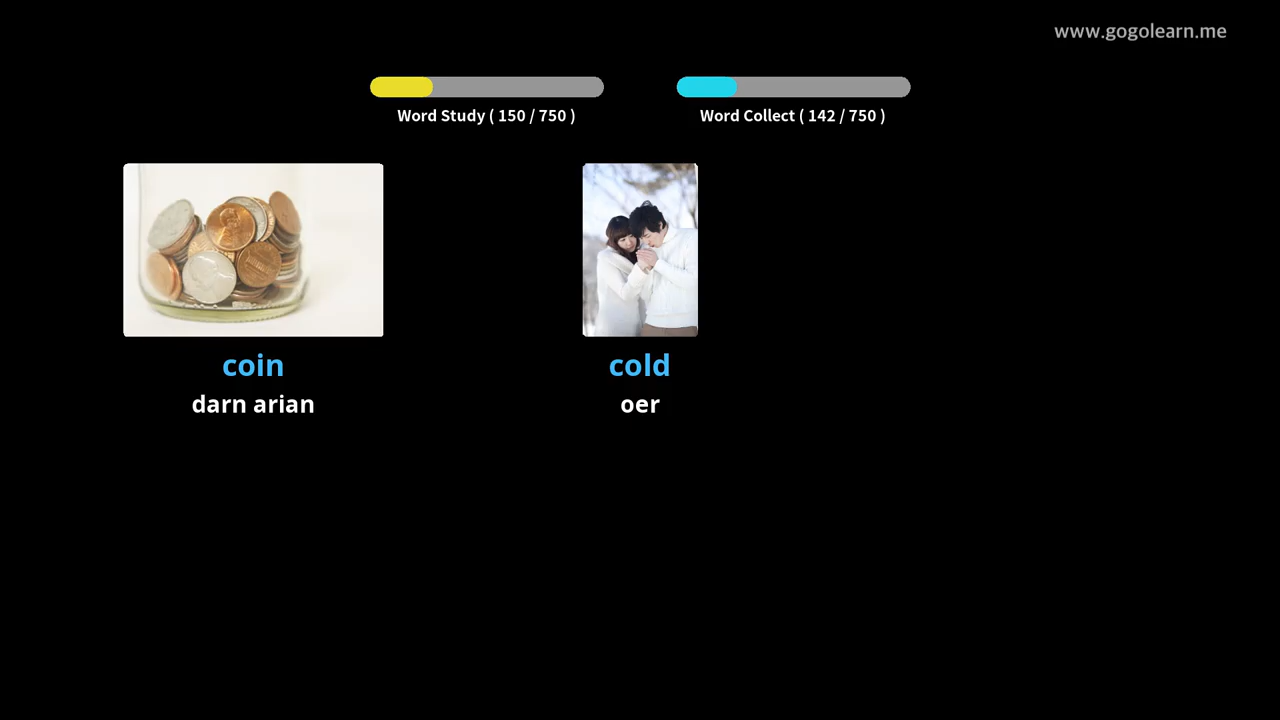 www.gogolearn.me
Word Study ( 150 / 750 )
Word Collect ( 142 / 750 )
coin
darn arian
cold
oer